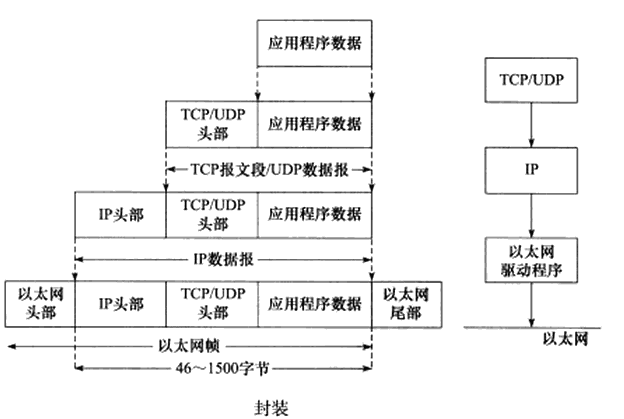 应用程序数据
TCP/UDP
头部
应用程序数据
TCP报文段/UDP数据报
IP头部
TCP/UDP
头部
应用程序数据
IP数据报
以太网
头部
IP头部
TCP/UDP
头部
应用程序数据
以太网
尾部
以太网帧
46～1500字节
TCP/UDP
IP
以太网
驱动程序
以太网
封装